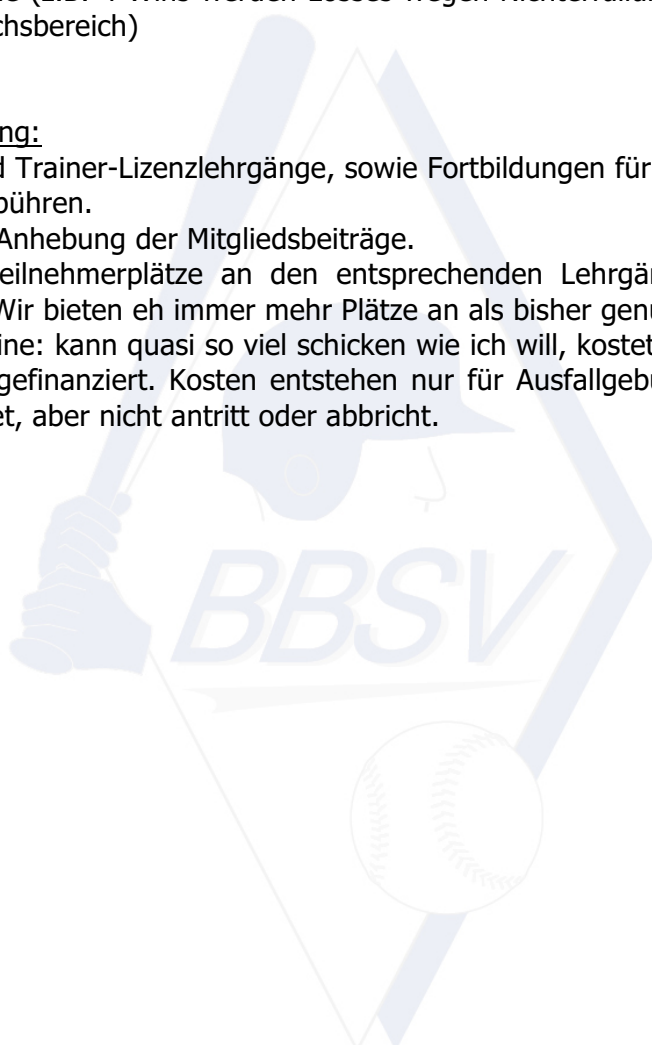 chsbereich)
ng:
d Trainer-Lizenzlehrgänge, sowie Fortbildungen für
bühren.
Anhebung der Mitgliedsbeiträge.
eilnehmerplätze an den entsprechenden Lehrgä
Wir bieten eh immer mehr Plätze an als bisher genu
ine: kann quasi so viel schicken wie ich will, kostet
gefinanziert. Kosten entstehen nur für Ausfallgebü
et, aber nicht antritt oder abbricht.
BBSV